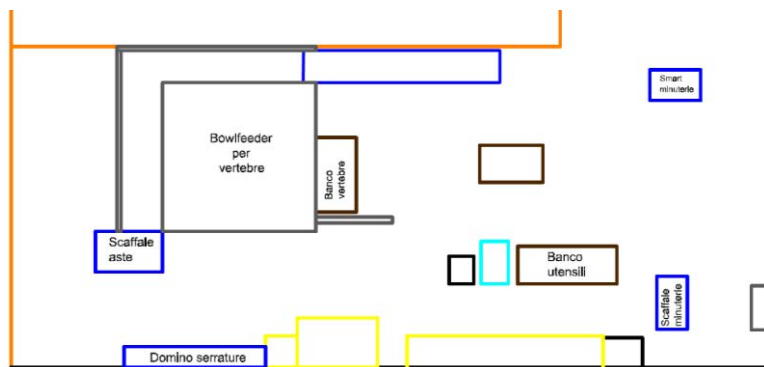 Smart
minuterie
Bowlfeeder
per
vertebre
Banco
vertebre
Scaffale
aste
Banco
utensili
Scaffale
minuterie
Domino serrature